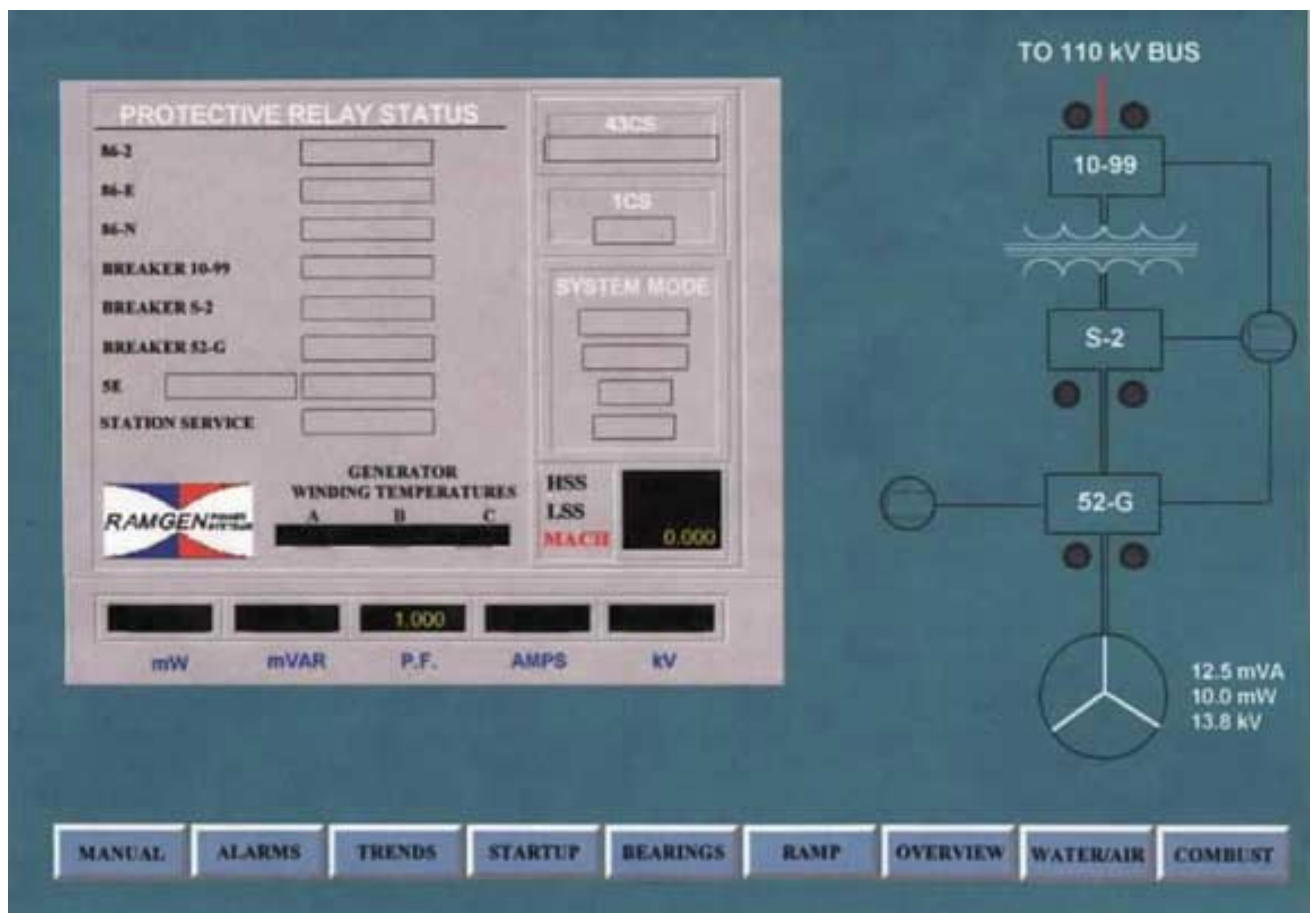 TO 110 kV BUS
PROTECTIVE RELAY STATUS
86-2
86-E
86-N
BREAKER 10-99
BREAKER S-2
BREAKER 52-G
5E
STATION SERVICE
43CS
1CS
SYSTEM MODE
GENERATOR
WINDING TEMPERATURES
A B C
RAMGEN POWER
SYSTEMS
HSS
LSS
MACH 0.000
1.000
mW mVAR P.F. AMPS kV
10-99
S-2
52-G
12.5 mVA
10.0 mW
13.8 kV
MANUAL ALARMS TRENDS STARTUP BEARINGS RAMP OVERVIEW WATER/AIR COMBUST